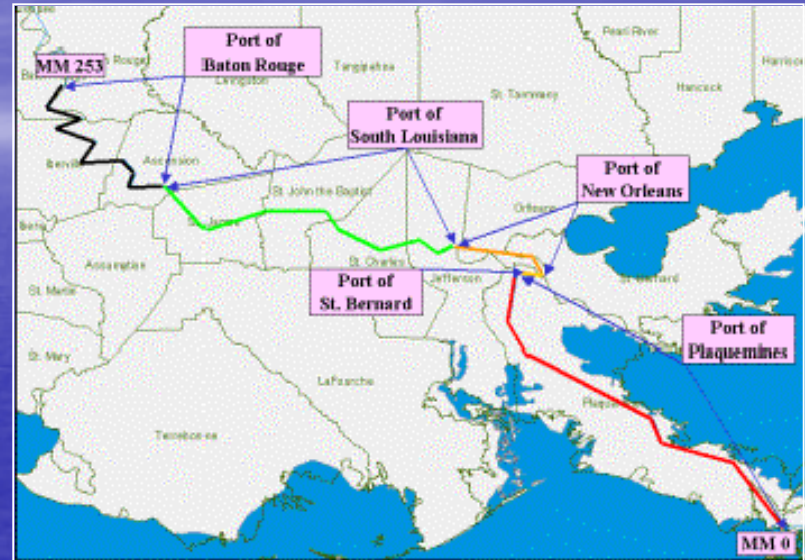 Port of
Baton Rouge
MM 253
Pearl River
Tangipahoa
Livingston
St. Tammany
Hancock
Port of
South Louisiana
Iberville
Ascension
Port of
New Orleans
St. John the Baptist
Orleans
St. James
Assumption
St. Charles
Jefferson
St. Bernard
Port of
St. Bernard
St. Martin
Port of
Plaquemines
St. Mary
LaFourche
Terrebonne
MM 0